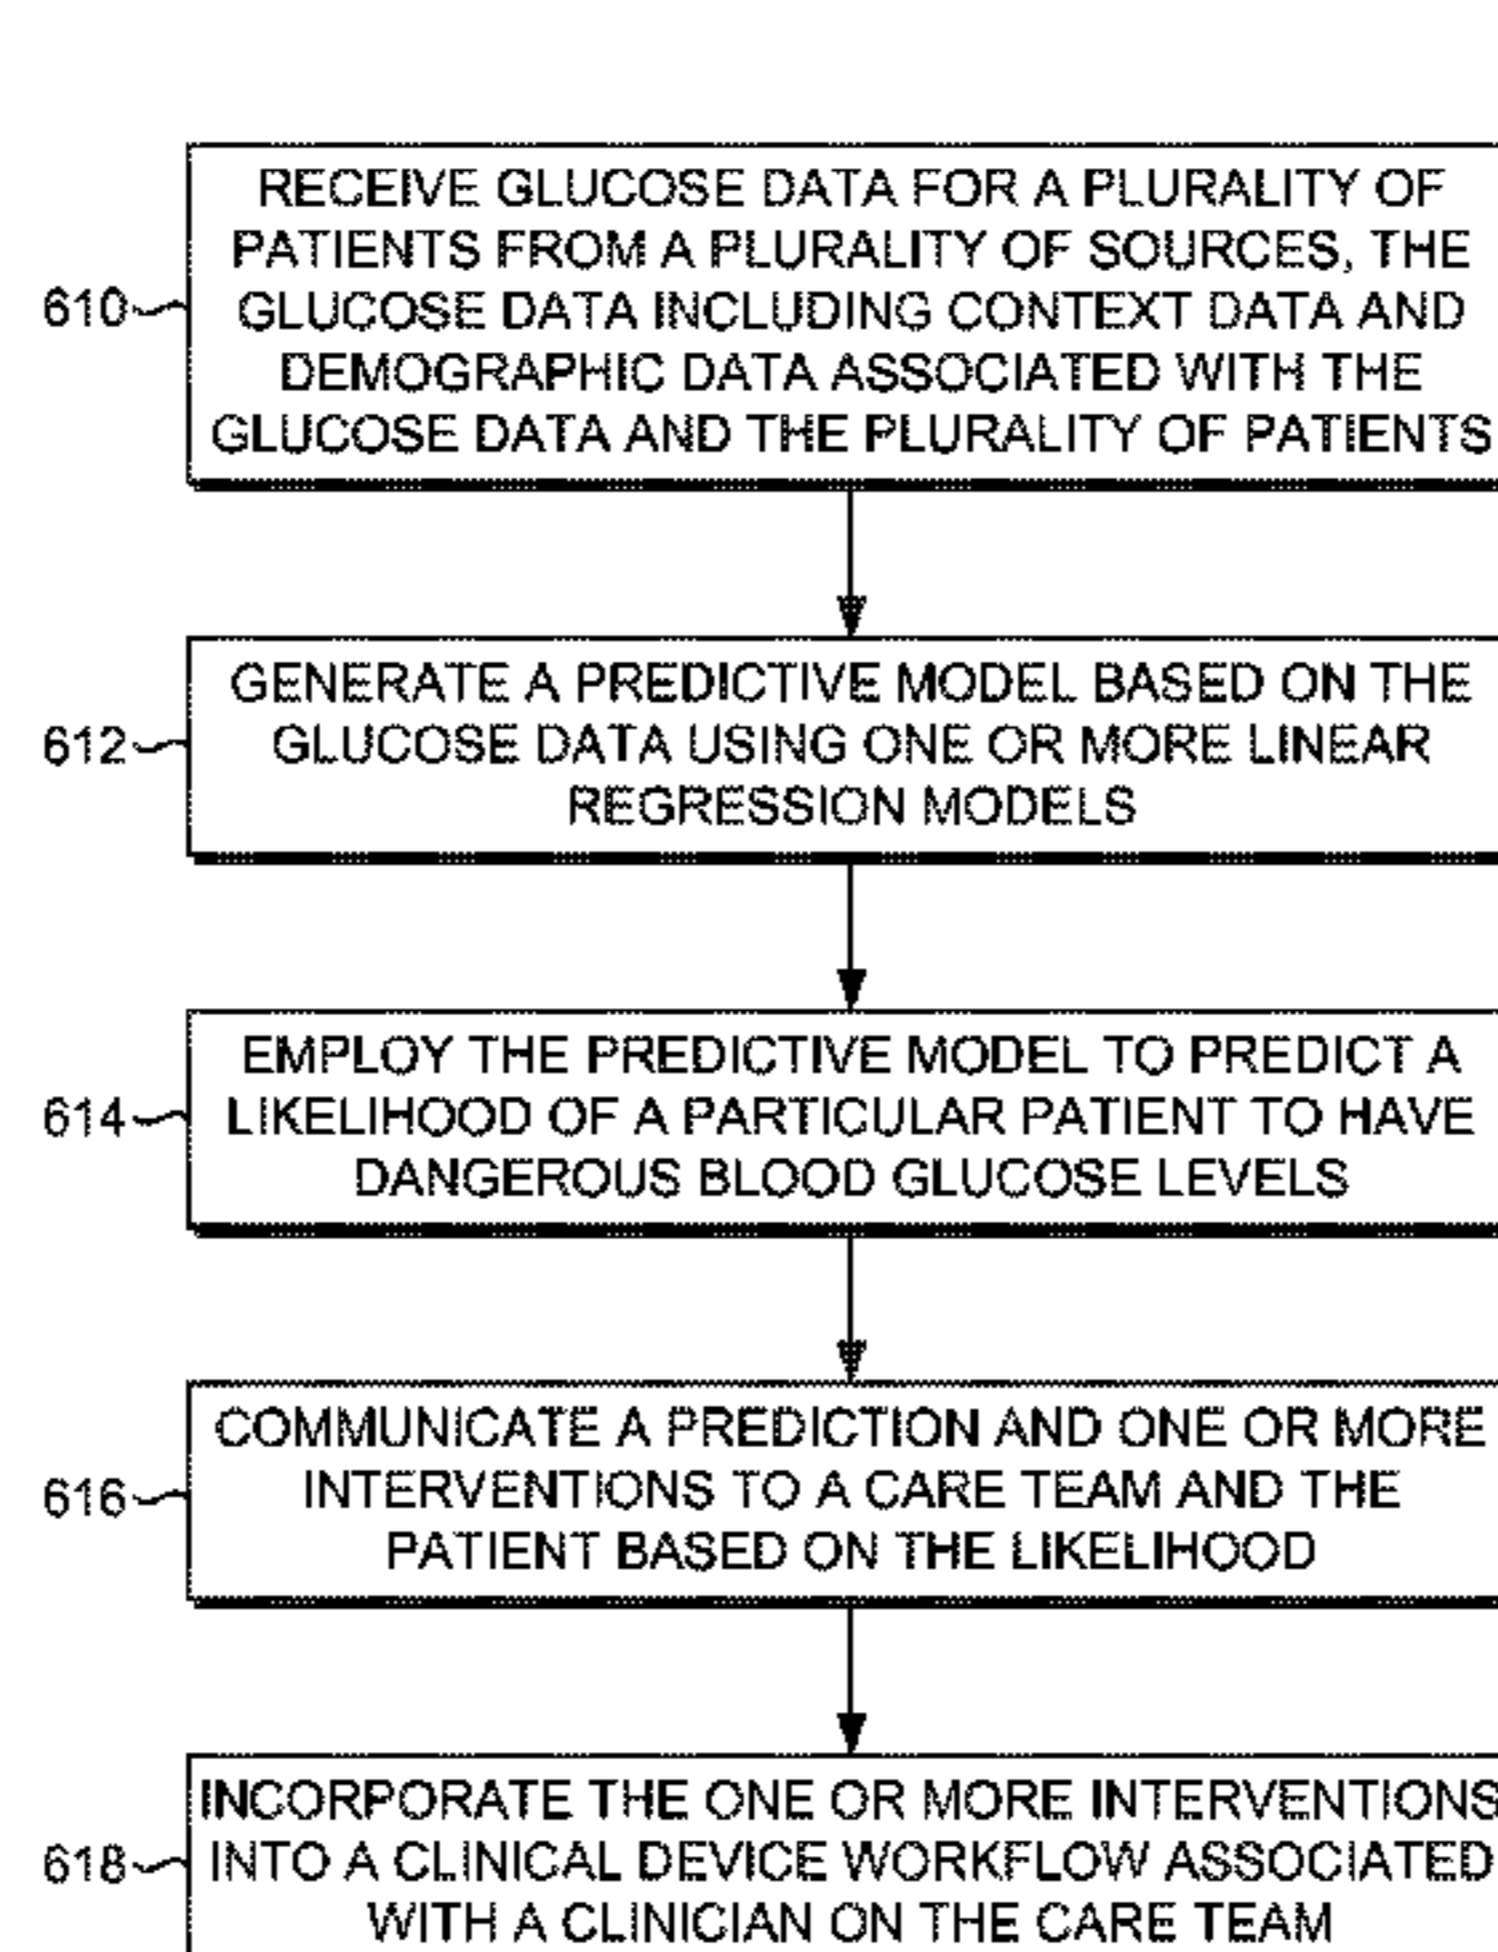 RECEIVE GLUCOSE DATA FOR A PLURALITY OF
PATIENTS FROM A PLURALITY OF SOURCES, THE
610 GLUCOSE DATA INCLUDING CONTEXT DATA AND
DEMOGRAPHIC DATA ASSOCIATED WITH THE
GLUCOSE DATA AND THE PLURALITY OF PATIENTS
GENERATE A PREDICTIVE MODEL BASED ON THE
612 GLUCOSE DATA USING ONE OR MORE LINEAR
REGRESSION MODELS
EMPLOY THE PREDICTIVE MODEL TO PREDICT A
614 LIKELIHOOD OF A PARTICULAR PATIENT TO HAVE
DANGEROUS BLOOD GLUCOSE LEVELS
COMMUNICATE A PREDICTION AND ONE OR MORE
616 INTERVENTIONS TO A CARE TEAM AND THE
PATIENT BASED ON THE LIKELIHOOD
INCORPORATE THE ONE OR MORE INTERVENTIONS
618 INTO A CLINICAL DEVICE WORKFLOW ASSOCIATED
WITH A CLINICIAN ON THE CARE TEAM